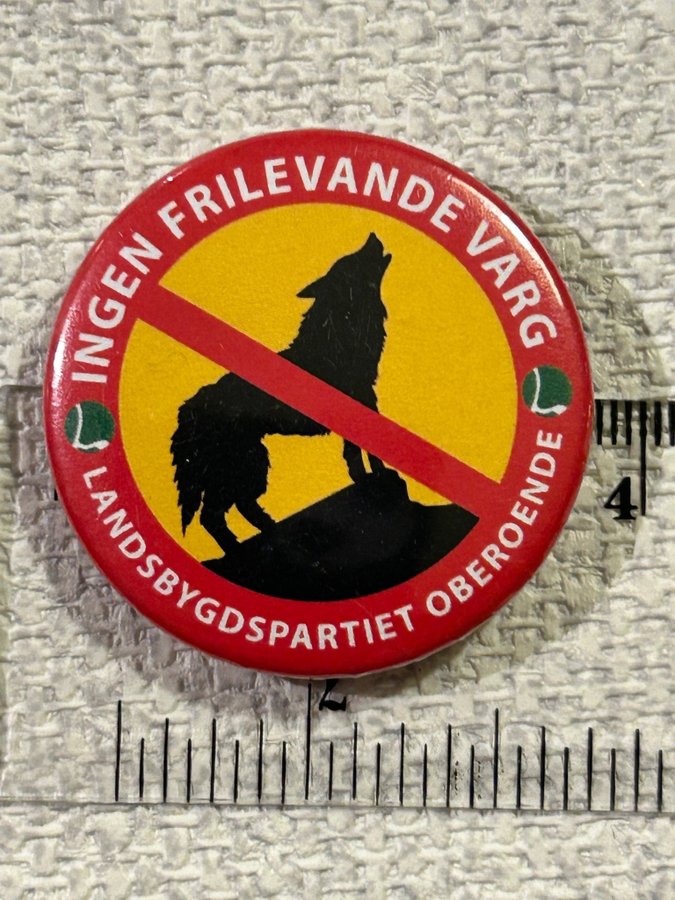 INGEN FRILEVANDE VARG
LANDSBYGDSPARTIET OBEROENDE
4
2